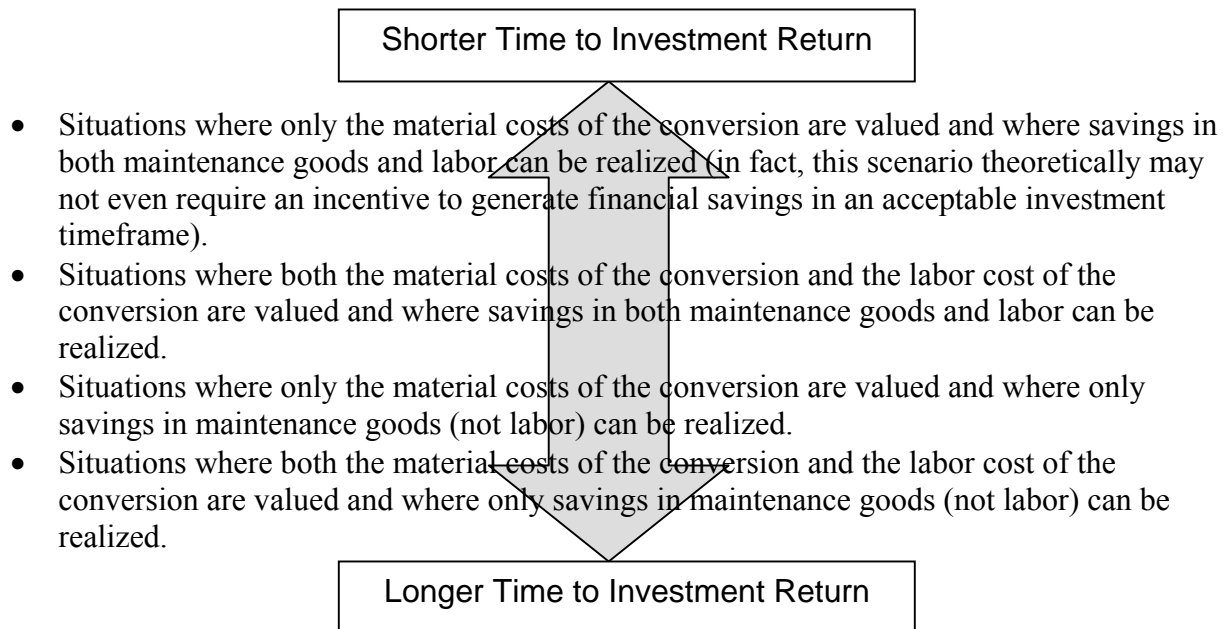 Shorter Time to Investment Return
• Situations where only the material costs of the conversion are valued and where savings in
both maintenance goods and labor can be realized (in fact, this scenario theoretically may
not even require an incentive to generate financial savings in an acceptable investment
timeframe).
• Situations where both the material costs of the conversion and the labor cost of the
conversion are valued and where savings in both maintenance goods and labor can be
realized.
• Situations where only the material costs of the conversion are valued and where only
savings in maintenance goods (not labor) can be realized.
• Situations where both the material costs of the conversion and the labor cost of the
conversion are valued and where only savings in maintenance goods (not labor) can be
realized.
Longer Time to Investment Return